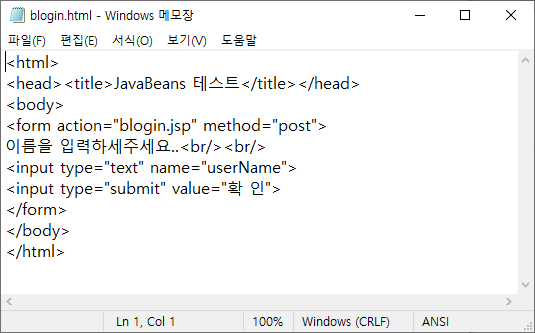 blogin.html - Windows 메모장
파일(F) 편집(E) 서식(O) 보기(V) 도움말
<html>
<head><title>JavaBeans 테스트</title></head>
<body>
<form action="blogin.jsp" method="post">
이름을 입력하세주세요..<br/><br/>
<input type="text" name="userName">
<input type="submit" value="확 인">
</form>
</body>
</html>
Ln 1, Col 1 100% Windows (CRLF) ANSI